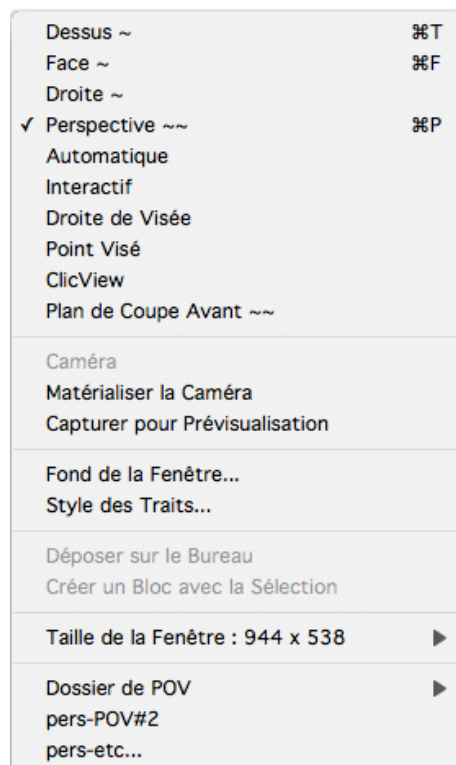 Dessus ~ ⌘T
Face ~ ⌘F
Droite ~
✓ Perspective ~~ ⌘P
Automatique
Interactif
Droite de Visée
Point Visé
ClicView
Plan de Coupe Avant ~~
Caméra
Matérialiser la Caméra
Capturer pour Prévisualisation
Fond de la Fenêtre...
Style des Traits...
Déposer sur le Bureau
Créer un Bloc avec la Sélection
Taille de la Fenêtre : 944 x 538
Dossier de POV
pers-POV#2
pers-etc...